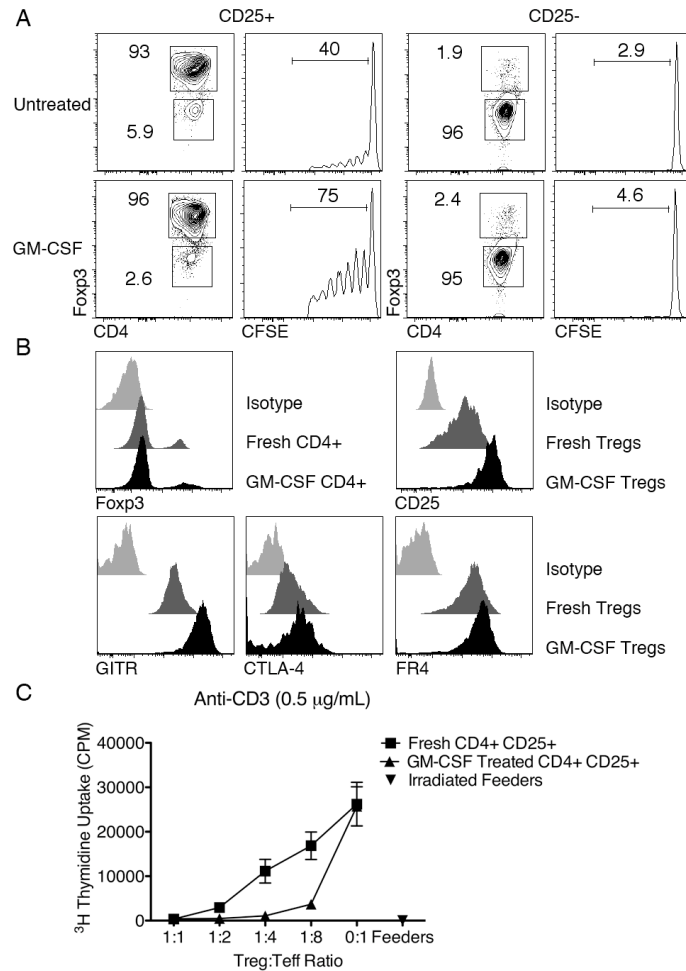 A
CD25+
CD25-
93
40
1.9
2.9
Untreated
5.9
96
96
75
2.4
4.6
GM-CSF
2.6
95
Foxp3
Foxp3
CD4
CFSE
CD4
CFSE
B
Isotype
Isotype
Fresh CD4+
Fresh Tregs
GM-CSF CD4+
GM-CSF Tregs
Foxp3
CD25
Isotype
Fresh Tregs
GM-CSF Tregs
GITR
CTLA-4
FR4
C
Anti-CD3 (0.5 μg/mL)
3H Thymidine Uptake (CPM)
40000
30000
20000
10000
0
Fresh CD4+ CD25+
GM-CSF Treated CD4+ CD25+
Irradiated Feeders
1:1 1:2 1:4 1:8 0:1 Feeders
Treg:Teff Ratio